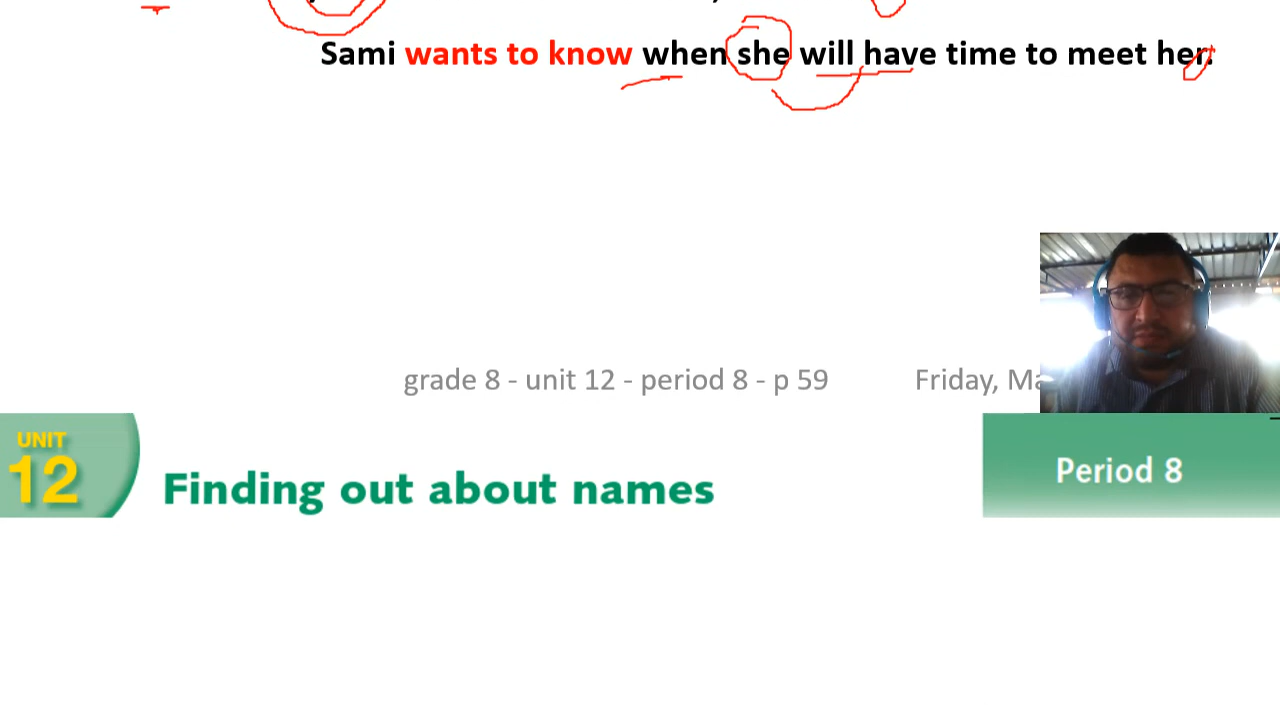 Sami wants to know when she will have time to meet her.
grade 8 - unit 12 - period 8 - p 59 Friday, Ma
UNIT
12
Finding out about names
Period 8